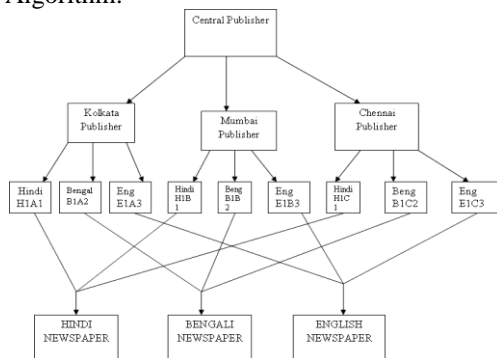 Algorithm:
Central Publisher
Kolkata
Publisher
Mumbai
Publisher
Chennai
Publisher
Hindi
H1A1
Bengal
B1A2
Eng
E1A3
Hindi
H1B
1
Beng
B1B
2
Eng
E1B3
Hindi
H1C
1
Beng
B1C2
Eng
E1C3
HINDI
NEWSPAPER
BENGALI
NEWSPAPER
ENGLISH
NEWSPAPER